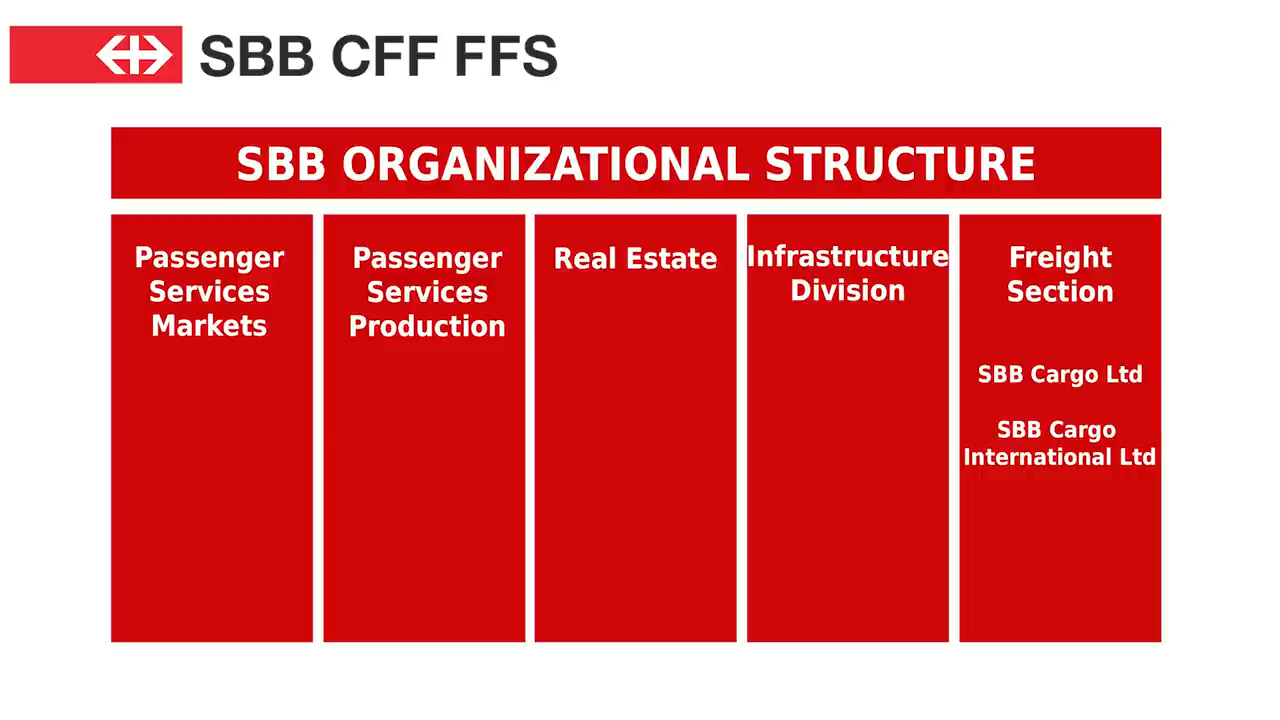 SBB CFF FFS
SBB ORGANIZATIONAL STRUCTURE
Passenger
Services
Markets
Passenger
Services
Production
Real Estate
Infrastructure
Division
Freight
Section
SBB Cargo Ltd
SBB Cargo
International Ltd